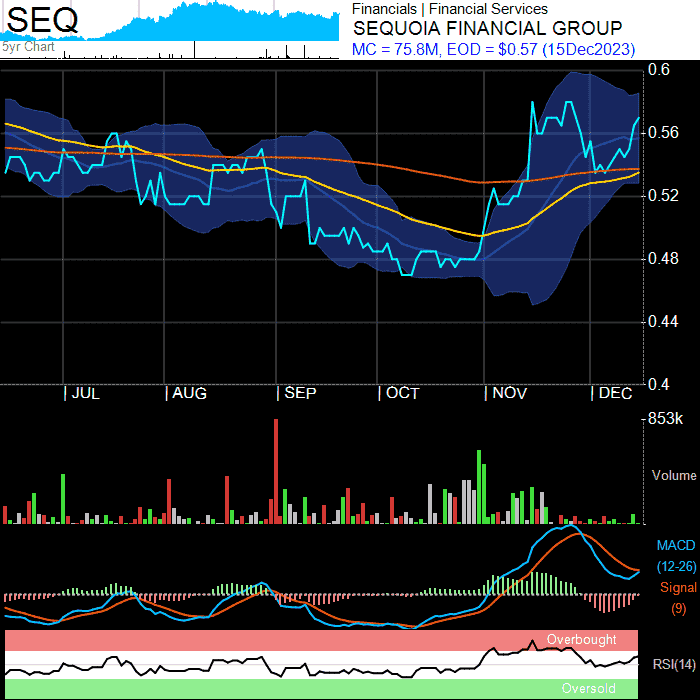 SEQ
5yr Chart
Financials | Financial Services
SEQUOIA FINANCIAL GROUP
MC = 75.8M, EOD = $0.57 (15Dec2023)
0.6
0.56
0.52
0.48
0.44
0.4
| JUL | AUG | SEP | OCT | NOV | DEC
853k
Volume
MACD
(12-26)
Signal
(9)
Overbought
RSI(14)
Oversold